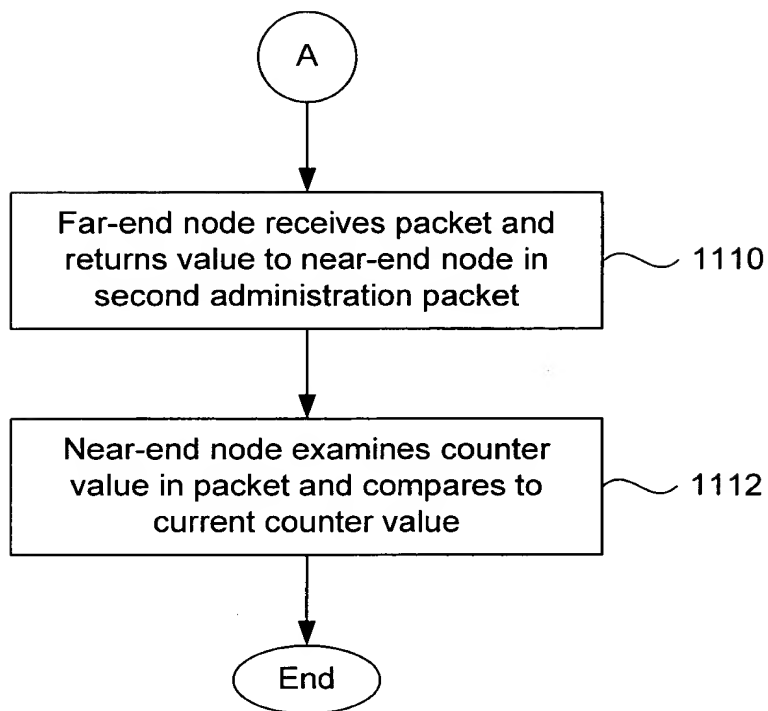 A
Far-end node receives packet and
returns value to near-end node in
second administration packet
1110
Near-end node examines counter
value in packet and compares to
current counter value
1112
End